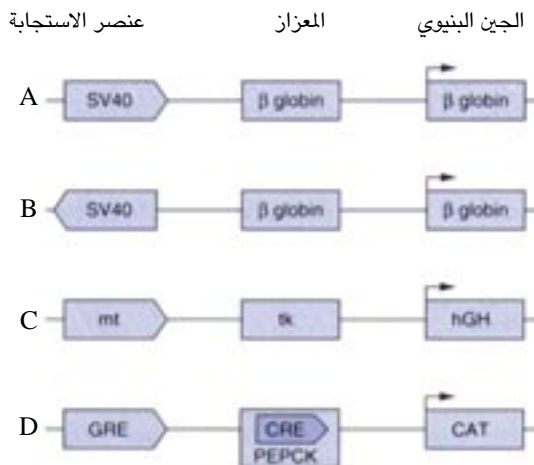 عنصر الاستجابة المعزاز الجين البنيوي
A SV40 β globin β globin
B SV40 β globin β globin
C mt tk hGH
D GRE CRE CAT
PEPCK